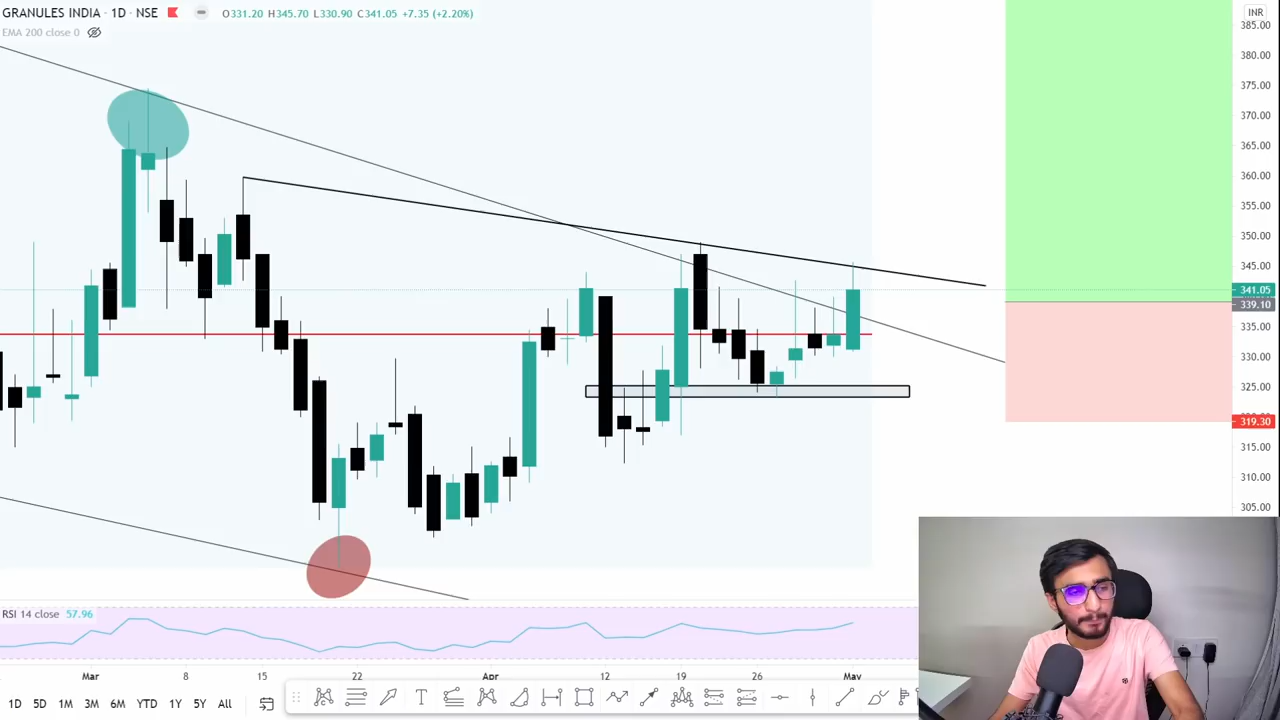 GRANULES INDIA · 1D · NSE O331.20 H345.70 L330.90 C341.05 +7.35 (+2.20%)
EMA 200 close 0
INR
385.00
380.00
375.00
370.00
365.00
360.00
355.00
350.00
345.00
341.05
339.10
335.00
330.00
325.00
319.30
315.00
310.00
305.00
RSI 14 close 57.96
Mar 8 15 22 Apr 12 19 26 May
1D 5D 1M 3M 6M YTD 1Y 5Y All
T